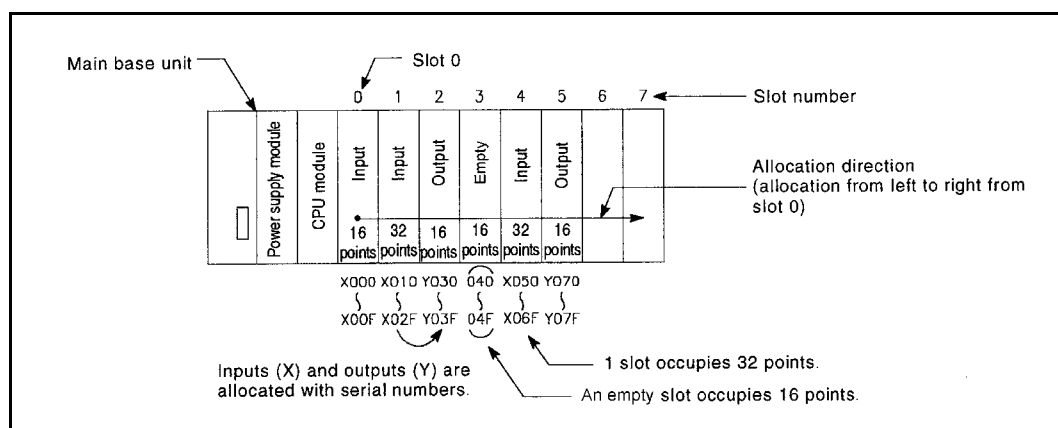 Main base unit
Slot 0
0 1 2 3 4 5 6 7
Slot number
Power supply module
CPU module
Input
Input
Output
Empty
Input
Output
Allocation direction
(allocation from left to right from
slot 0)
16 32 16 16 32 16
points points points points points points
X000 X010 Y030 040 X050 Y070
X00F X02F Y03F 04F X06F Y07F
Inputs (X) and outputs (Y) are
allocated with serial numbers.
1 slot occupies 32 points.
An empty slot occupies 16 points.